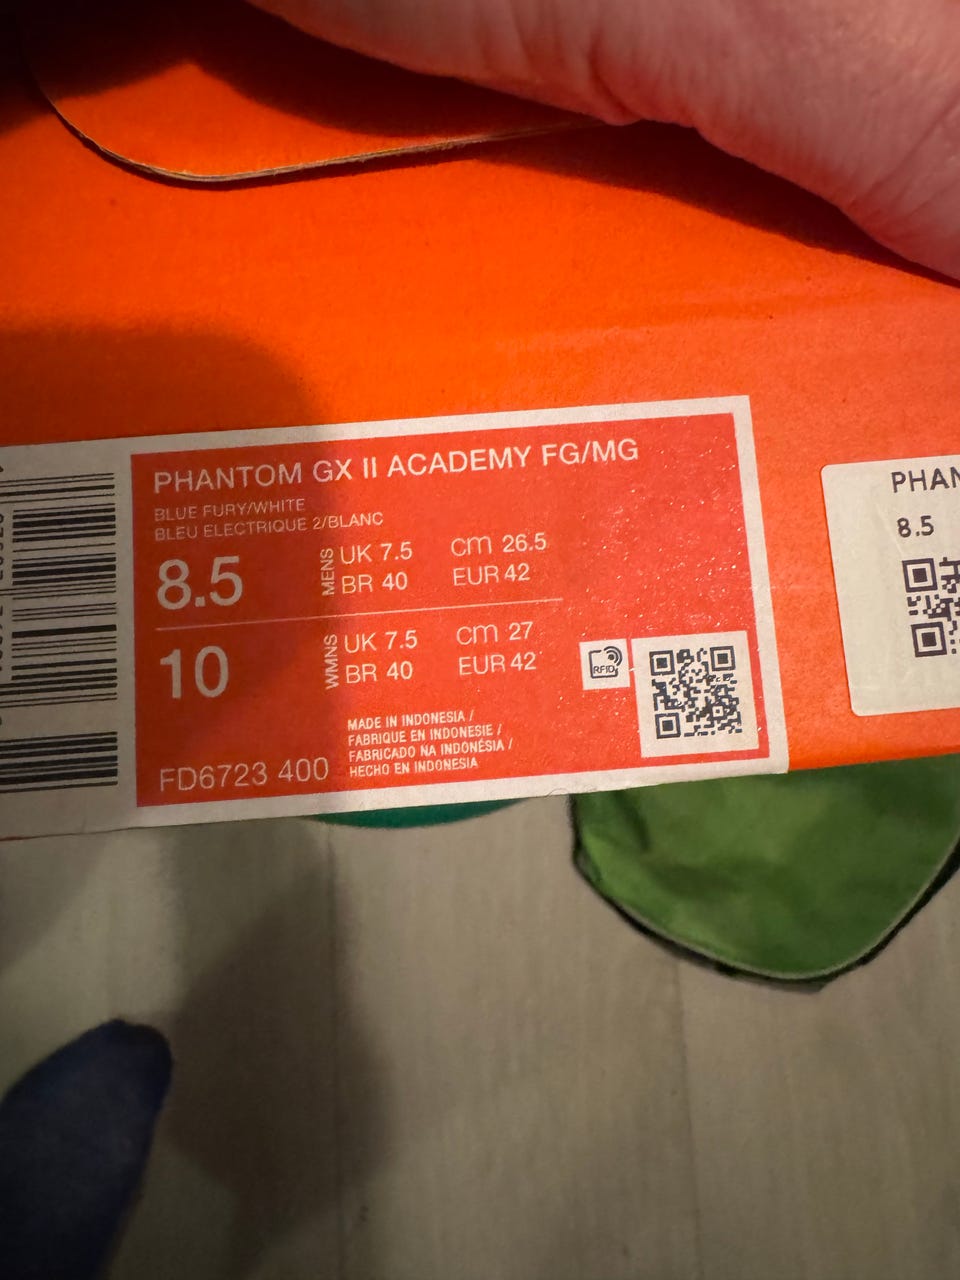 PHANTOM GX II ACADEMY FG/MG
BLUE FURY/WHITE
BLEU ELECTRIQUE 2/BLANC
8.5 MENS UK 7.5 cm 26.5
BR 40 EUR 42
10 WMNS UK 7.5 cm 27
BR 40 EUR 42
RFID
MADE IN INDONESIA /
FABRIQUE EN INDONESIE /
FABRICADO NA INDONÉSIA /
HECHO EN INDONESIA
FD6723 400
PHAN
8.5